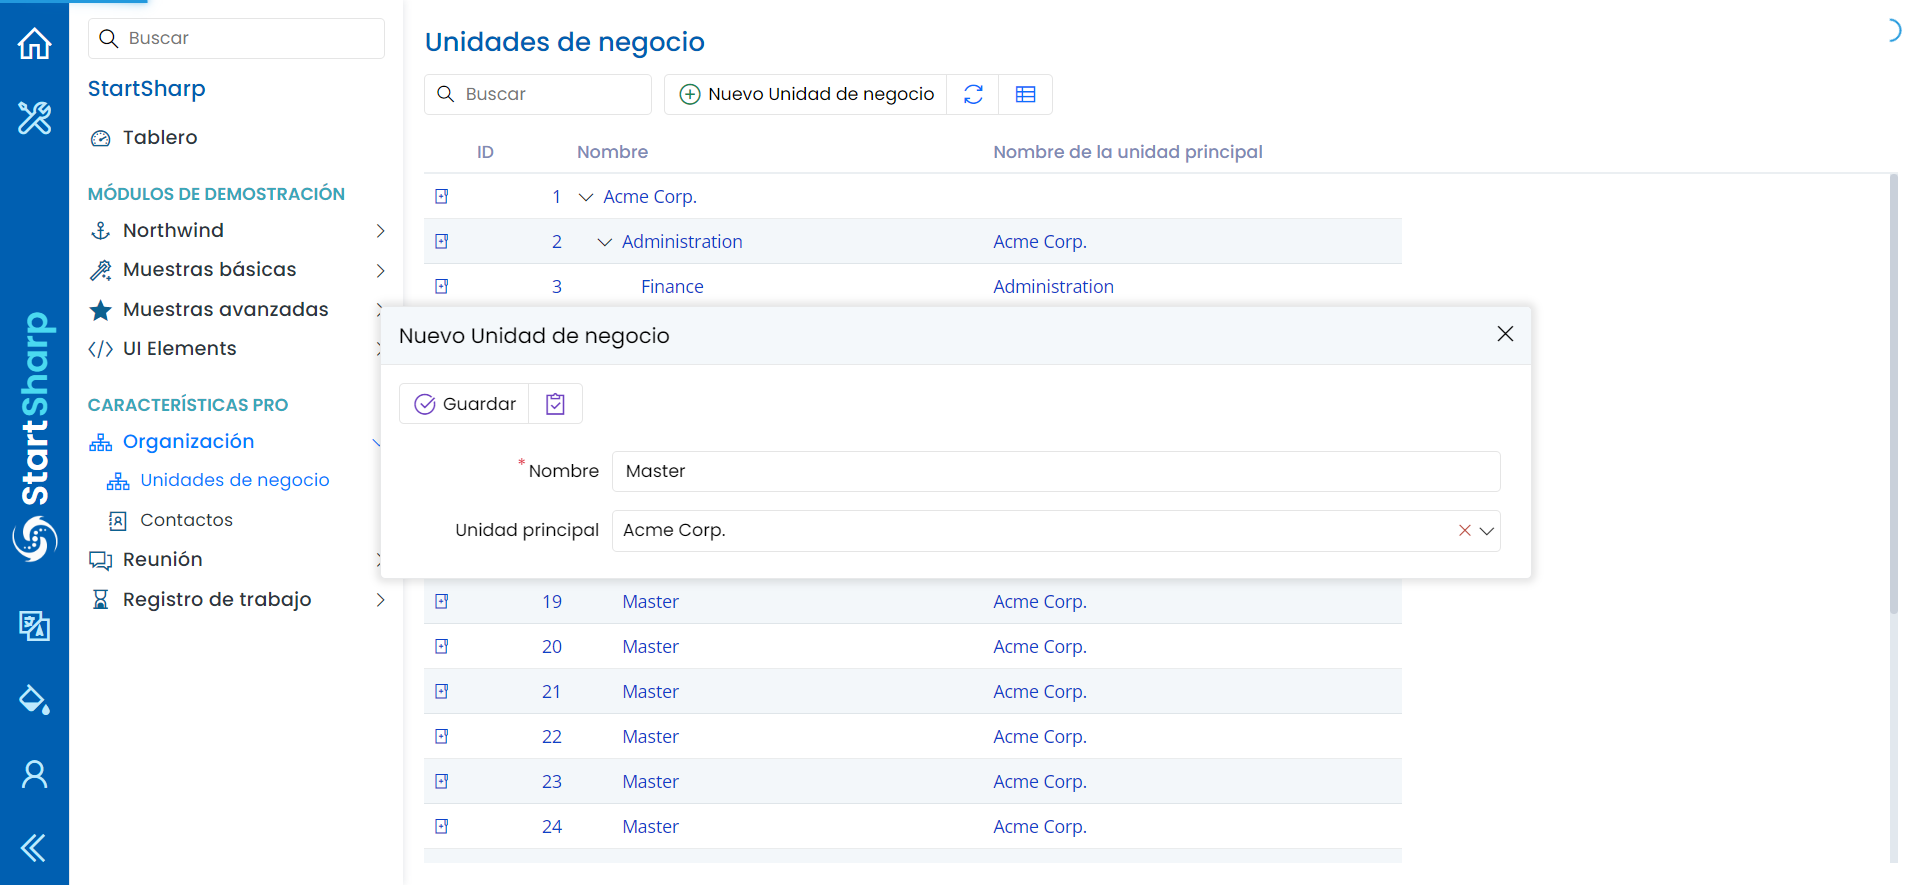 StartSharp
Buscar
StartSharp
Tablero
MÓDULOS DE DEMOSTRACIÓN
Northwind
Muestras básicas
Muestras avanzadas
UI Elements
CARACTERÍSTICAS PRO
Organización
Unidades de negocio
Contactos
Reunión
Registro de trabajo
Unidades de negocio
Buscar
Nuevo Unidad de negocio
ID Nombre Nombre de la unidad principal
1 Acme Corp.
2 Administration Acme Corp.
3 Finance Administration
Nuevo Unidad de negocio
Guardar
* Nombre Master
Unidad principal Acme Corp.
19 Master Acme Corp.
20 Master Acme Corp.
21 Master Acme Corp.
22 Master Acme Corp.
23 Master Acme Corp.
24 Master Acme Corp.